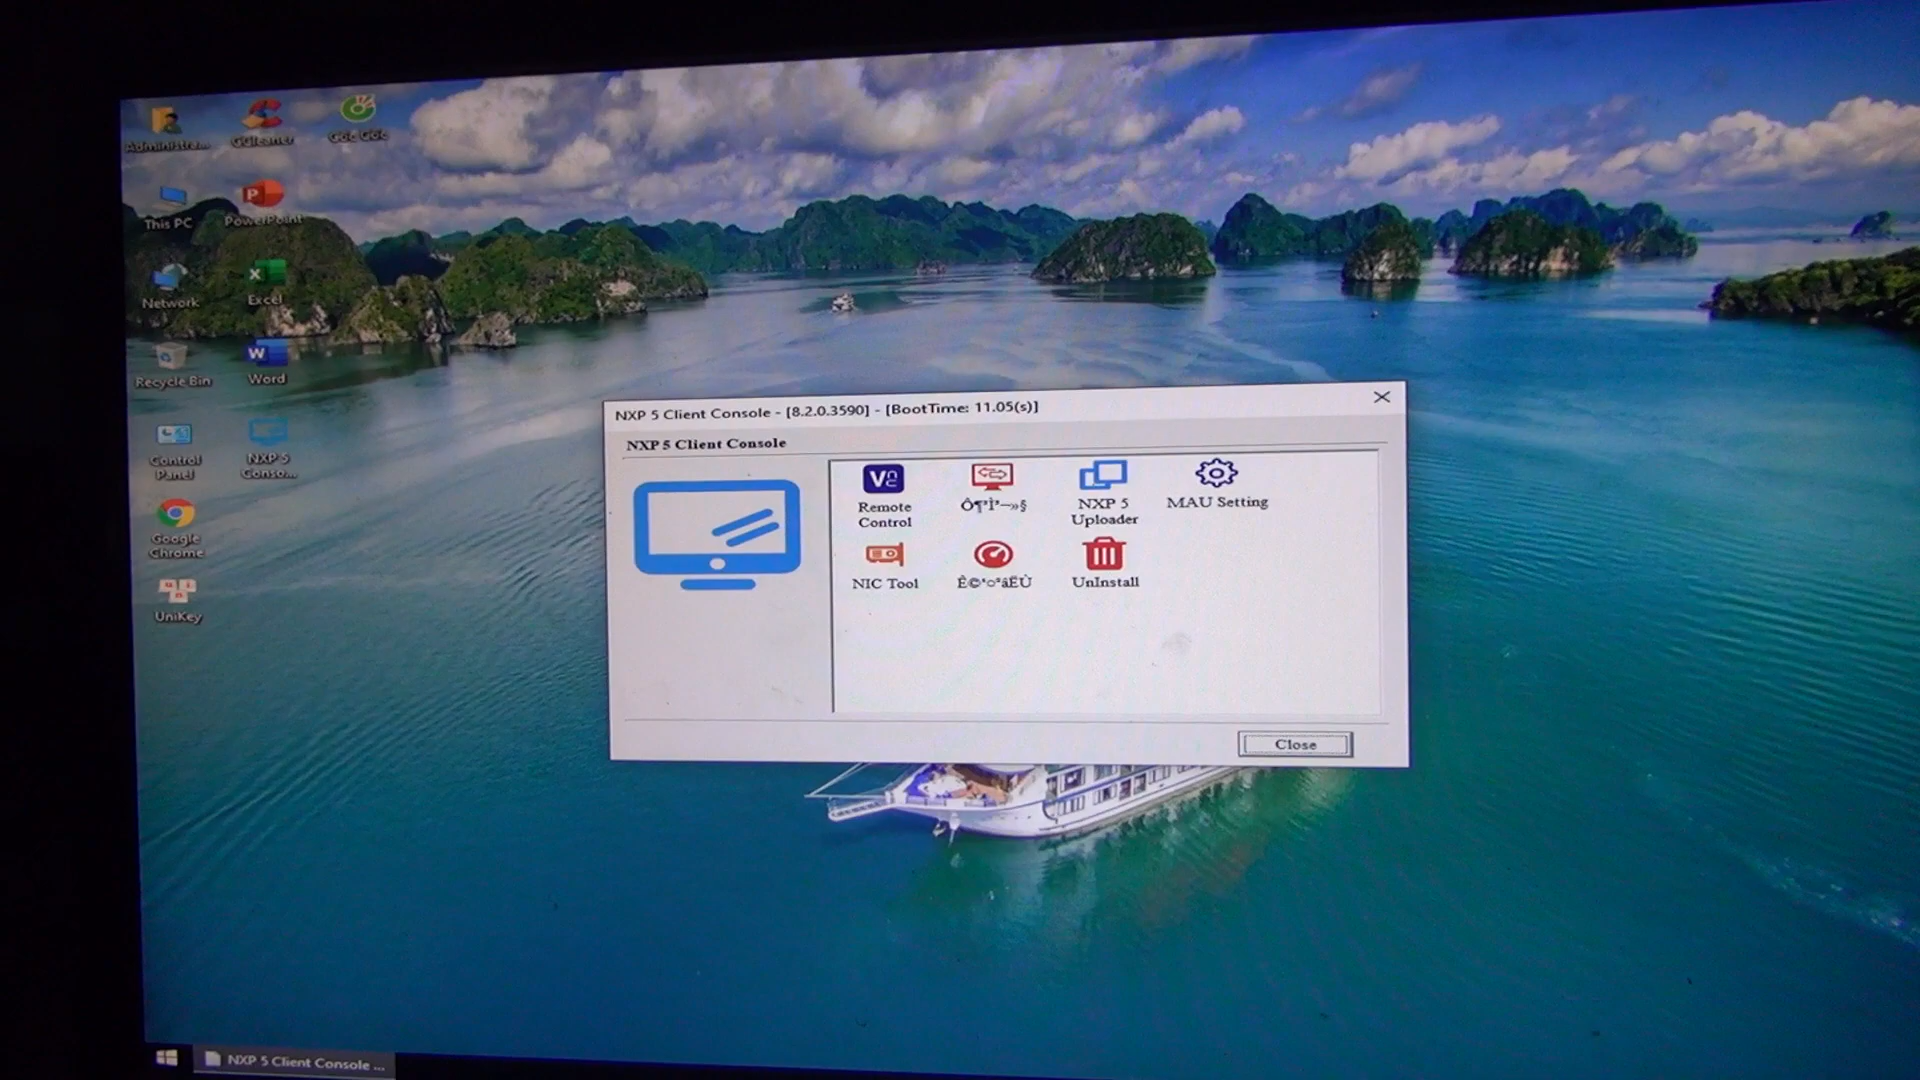 Administra...
CCleaner
Cốc Cốc
This PC
PowerPoint
Network
Excel
Recycle Bin
Word
Control
Panel
NXP 5
Conso...
Google
Chrome
UniKey
NXP 5 Client Console - [8.2.0.3590] - [BootTime: 11.05(s)]
NXP 5 Client Console
Remote
Control
NXP 5
Uploader
MAU Setting
NIC Tool
UnInstall
Close
NXP 5 Client Console ...